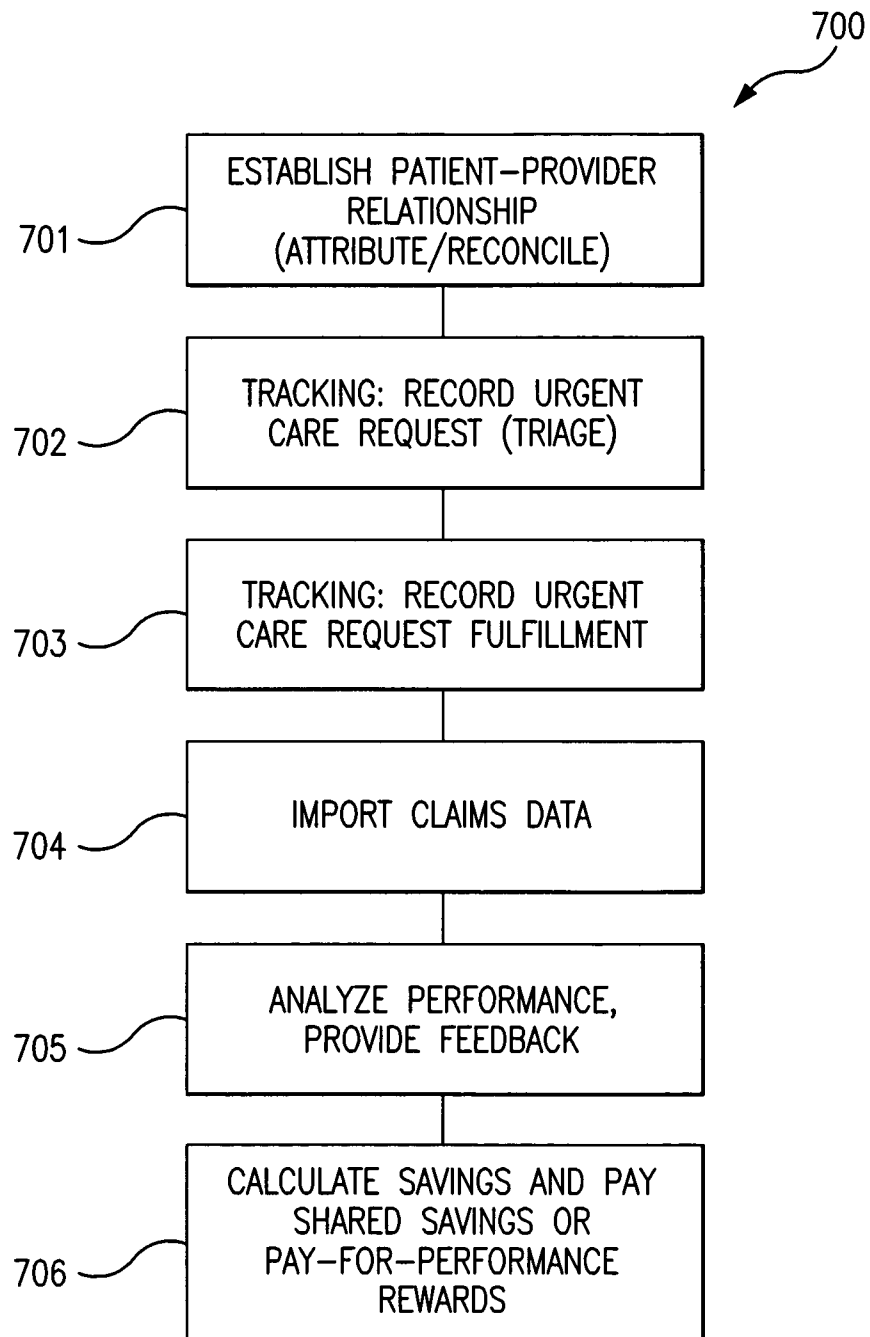 700
ESTABLISH PATIENT-PROVIDER
RELATIONSHIP
(ATTRIBUTE/RECONCILE)
701
TRACKING: RECORD URGENT
CARE REQUEST (TRIAGE)
702
TRACKING: RECORD URGENT
CARE REQUEST FULFILLMENT
703
IMPORT CLAIMS DATA
704
ANALYZE PERFORMANCE,
PROVIDE FEEDBACK
705
CALCULATE SAVINGS AND PAY
SHARED SAVINGS OR
PAY-FOR-PERFORMANCE
REWARDS
706